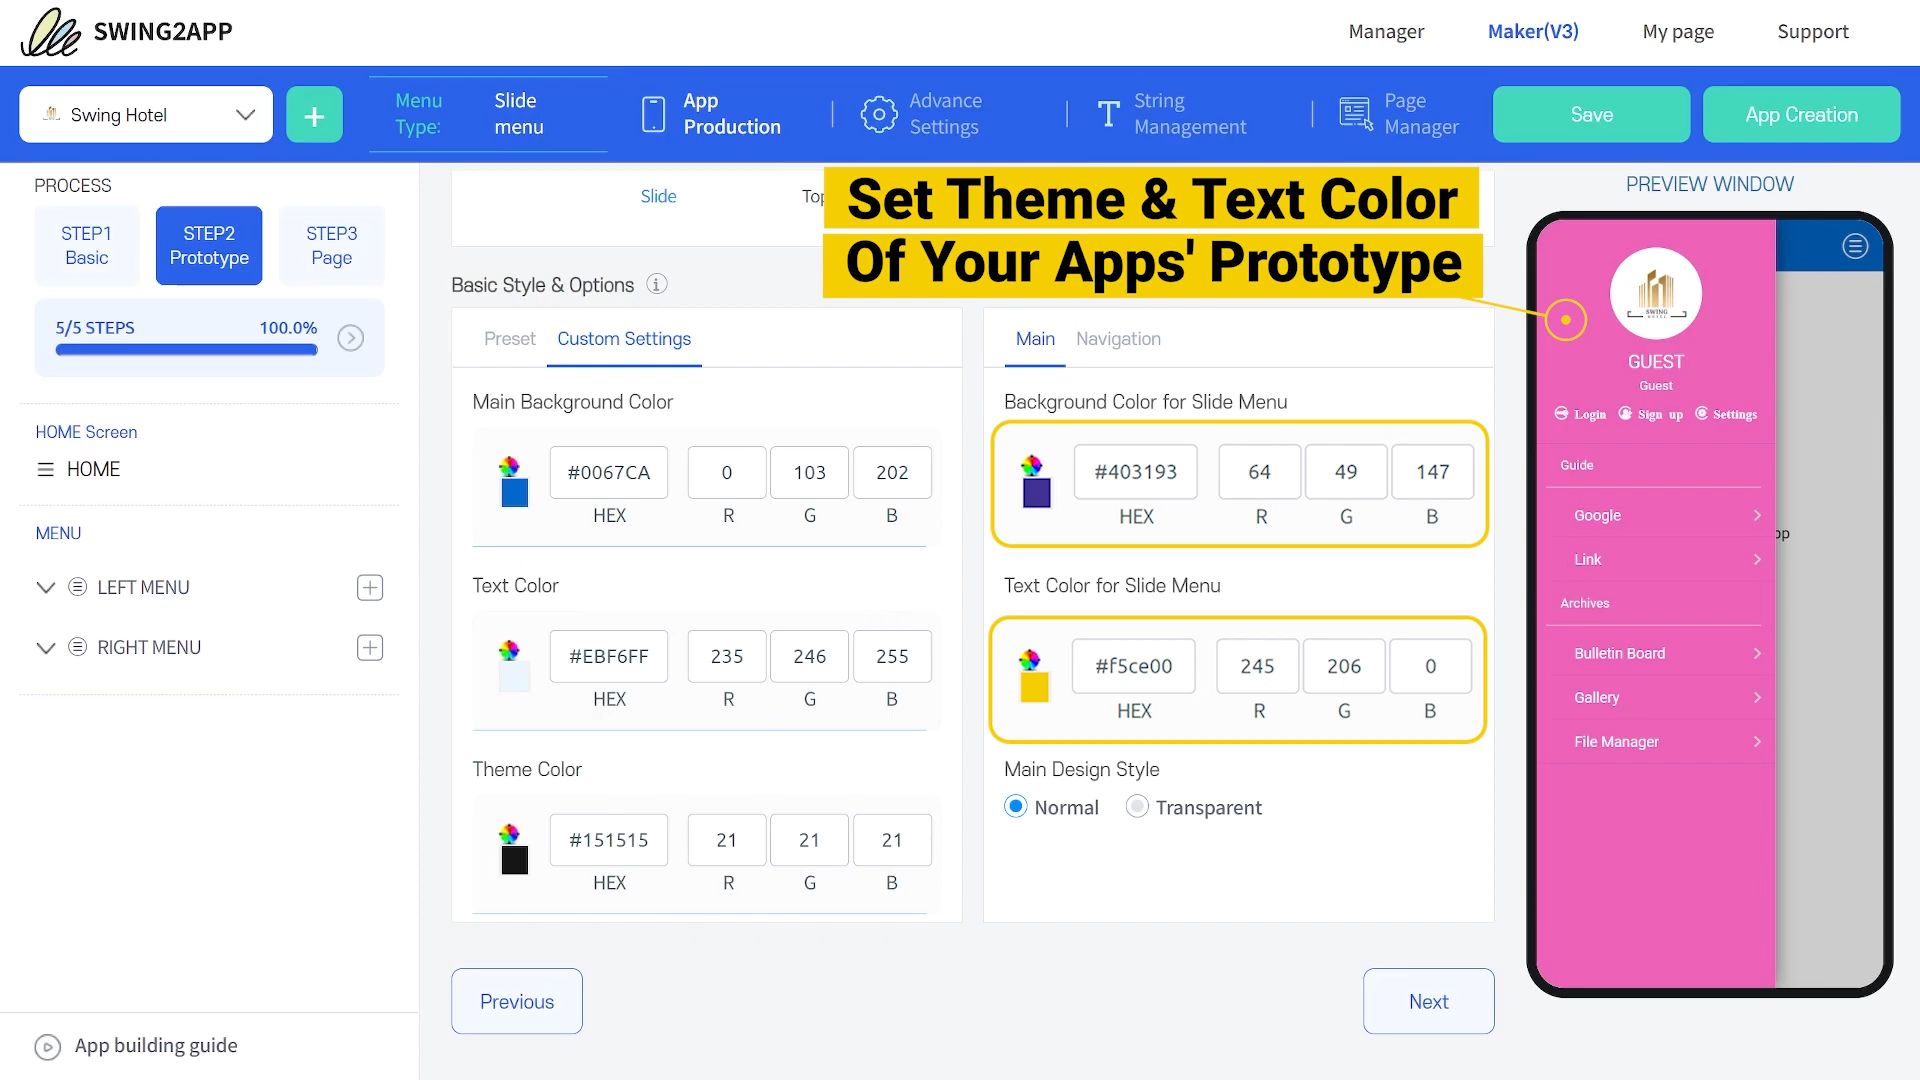 SWING2APP
Manager
Maker(V3)
My page
Support
Swing Hotel
+
Menu
Type:
Slide
menu
App
Production
Advance
Settings
String
Management
Page
Manager
Save
App Creation
PROCESS
STEP1
Basic
STEP2
Prototype
STEP3
Page
5/5 STEPS
100.0%
HOME Screen
HOME
MENU
LEFT MENU
RIGHT MENU
App building guide
Slide
Set Theme & Text Color
Of Your Apps' Prototype
Basic Style & Options
Preset
Custom Settings
Main Background Color
#0067CA
0
103
202
HEX
R
G
B
Text Color
#EBF6FF
235
246
255
HEX
R
G
B
Theme Color
#151515
21
21
21
HEX
R
G
B
Main
Navigation
Background Color for Slide Menu
#403193
64
49
147
HEX
R
G
B
Text Color for Slide Menu
#f5ce00
245
206
0
HEX
R
G
B
Main Design Style
Normal
Transparent
Previous
Next
PREVIEW WINDOW
SWING
HOTEL
GUEST
Guest
Login
Sign up
Settings
Guide
Google
Link
Archives
Bulletin Board
Gallery
File Manager